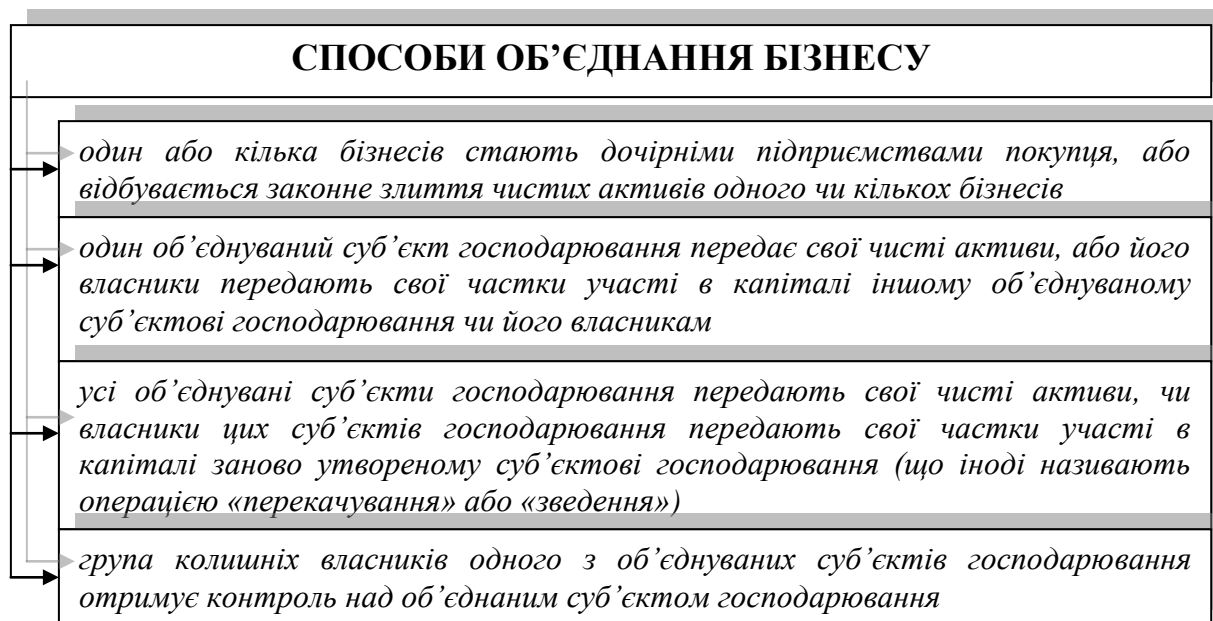 СПОСОБИ ОБ’ЄДНАННЯ БІЗНЕСУ
один або кілька бізнесів стають дочірніми підприємствами покупця, або
відбувається законне злиття чистих активів одного чи кількох бізнесів
один об’єднуваний суб’єкт господарювання передає свої чисті активи, або його
власники передають свої частки участі в капіталі іншому об’єднуваному
суб’єктові господарювання чи його власникам
усі об’єднувані суб’єкти господарювання передають свої чисті активи, чи
власники цих суб’єктів господарювання передають свої частки участі в
капіталі заново утвореному суб’єктові господарювання (що іноді називають
операцією «перекачування» або «зведення»)
група колишніх власників одного з об’єднуваних суб’єктів господарювання
отримує контроль над об’єднаним суб’єктом господарювання